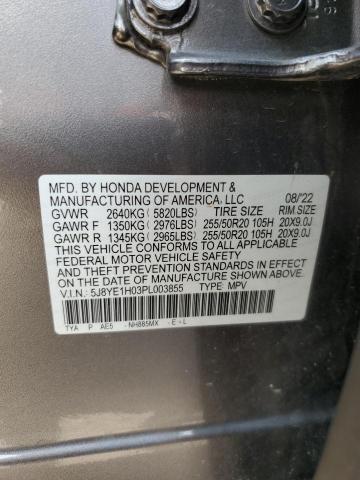 MFD. BY HONDA DEVELOPMENT &
MANUFACTURING OF AMERICA, LLC 08/'22
GVWR 2640KG(5820LBS) TIRE SIZE RIM SIZE
GAWR F 1350KG(2976LBS) 255/50R20 105H 20X9.0J
GAWR R 1345KG(2965LBS) 255/50R20 105H 20X9.0J
THIS VEHICLE CONFORMS TO ALL APPLICABLE
FEDERAL MOTOR VEHICLE SAFETY
AND THEFT PREVENTION STANDARDS IN EFFECT
ON THE DATE OF MANUFACTURE SHOWN ABOVE.
V.I.N.: 5J8YE1H03PL003855 TYPE MPV
TYA P AE5 -NH885MX -E-L